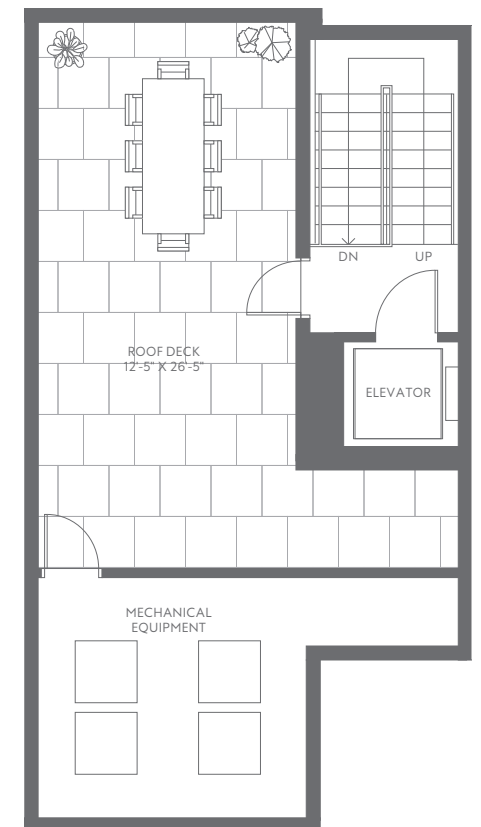 DN
UP
ROOF DECK
12'-5" X 26'-5"
ELEVATOR
MECHANICAL
EQUIPMENT